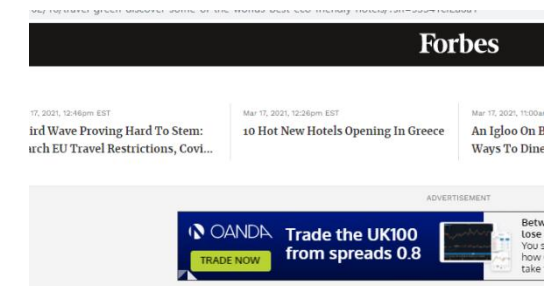 Forbes
17, 2021, 12:46pm EST
ird Wave Proving Hard To Stem:
arch EU Travel Restrictions, Covi...
Mar 17, 2021, 12:26pm EST
10 Hot New Hotels Opening In Greece
Mar 17, 2021, 11:00am
An Igloo On B
Ways To Dine
ADVERTISEMENT
OANDA
TRADE NOW
Trade the UK100
from spreads 0.8
Betw
lose
You s
how
take